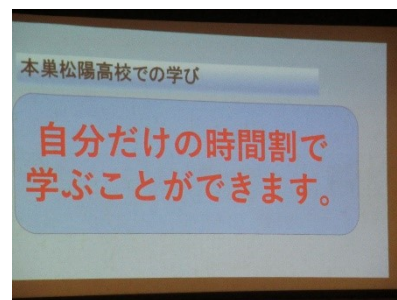 本巣松陽高校での学び
自分だけの時間割で
学ぶことができます。